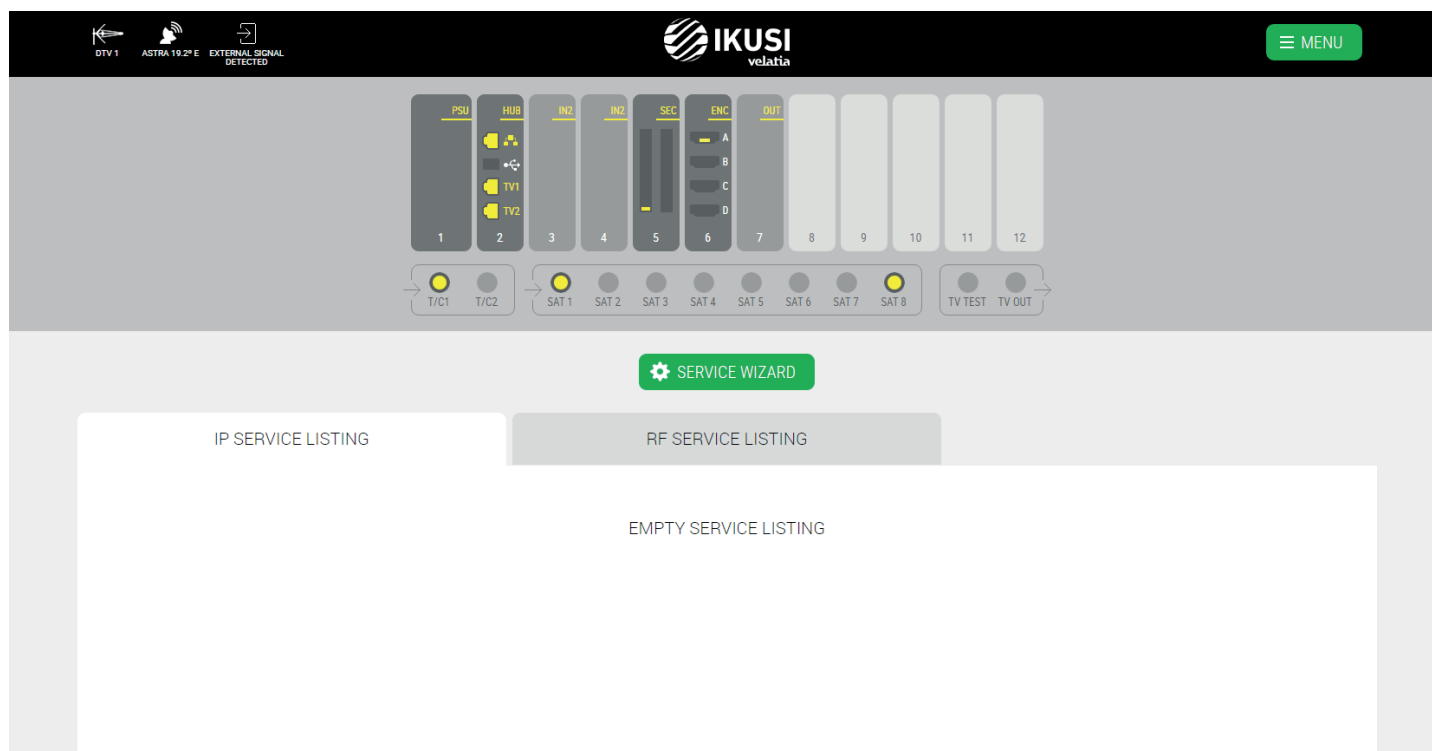 DTV 1
ASTRA 19.2º E
EXTERNAL SIGNAL
DETECTED
IKUSI
velatia
MENU
PSU HUB IN2 IN2 SEC ENC OUT
A
B
TV1 C
TV2 D
1 2 3 4 5 6 7 8 9 10 11 12
T/C1 T/C2 SAT 1 SAT 2 SAT 3 SAT 4 SAT 5 SAT 6 SAT 7 SAT 8 TV TEST TV OUT
SERVICE WIZARD
IP SERVICE LISTING RF SERVICE LISTING
EMPTY SERVICE LISTING